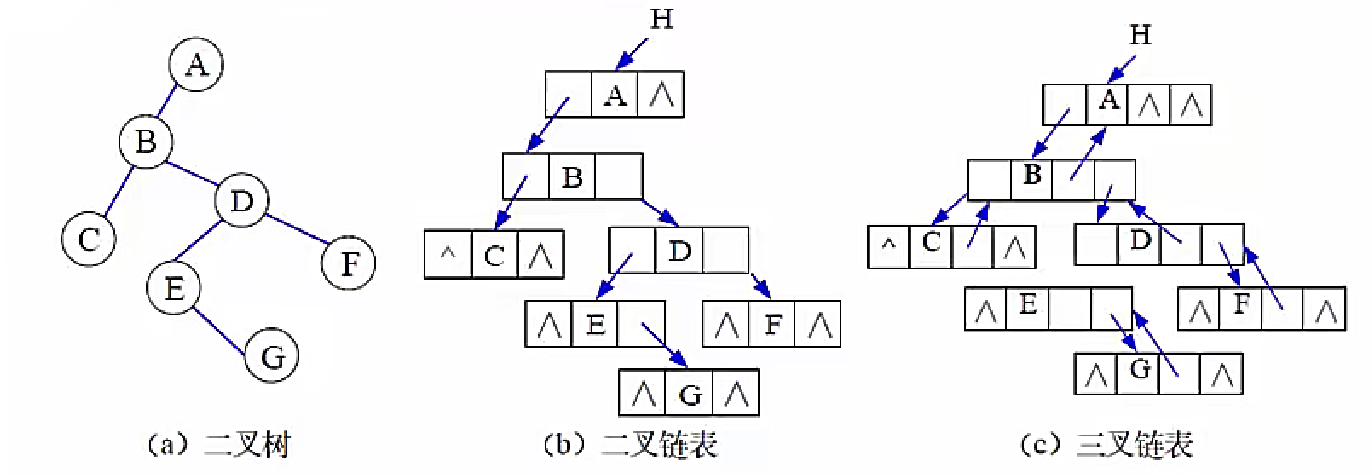 A
B
C
D
E
F
G
(a) 二叉树
H
A ∧
B
∧ C ∧
D
∧ E
∧ F ∧
∧ G ∧
(b) 二叉链表
H
A ∧ ∧
B
∧ C ∧
D
∧ E
∧ F ∧
∧ G ∧
(c) 三叉链表